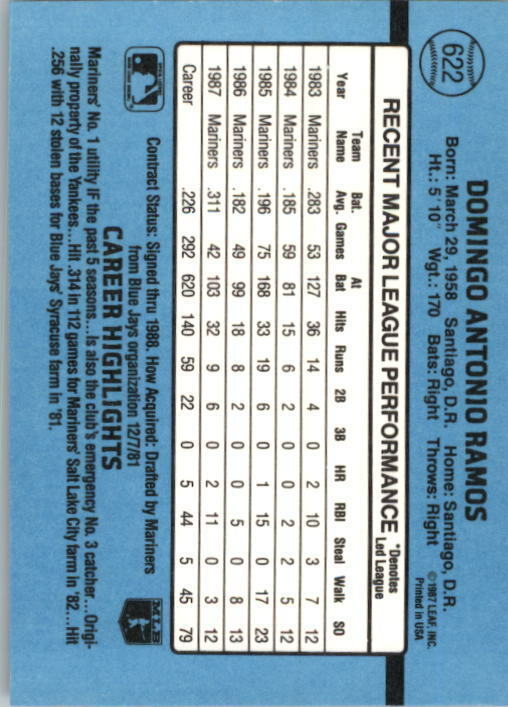 622
DOMINGO ANTONIO RAMOS
Born: March 29, 1958 Santiago, D.R. Home: Santiago, D.R.
Ht.: 5'10" Wgt.: 170 Bats: Right Throws: Right
© 1987 LEAF, INC.
Printed in USA
RECENT MAJOR LEAGUE PERFORMANCE
*Denotes
Led League
Year Team Name Bat. Avg. Games At Bat Hits Runs 2B 3B HR RBI Steal Walk SO
1983 Mariners .283 53 127 36 14 4 0 2 10 3 7 12
1984 Mariners .185 59 81 15 6 2 0 0 2 2 5 12
1985 Mariners .196 75 168 33 19 6 0 1 15 0 17 23
1986 Mariners .182 49 99 18 8 2 0 0 5 0 8 13
1987 Mariners .311 42 103 32 9 6 0 2 11 0 3 12
Career .226 292 620 140 59 22 0 5 44 5 45 79
Contract Status: Signed thru 1988. How Acquired: Drafted by Mariners
from Blue Jays organization 12/7/81
CAREER HIGHLIGHTS
MLB
Mariners' No. 1 utility IF the past 5 seasons...Is also the club's emergency No. 3 catcher...Origi-
nally property of the Yankees...Hit .314 in 112 games for Mariners' Salt Lake City farm in '82...Hit
.256 with 12 stolen bases for Blue Jays' Syracuse farm in '81.